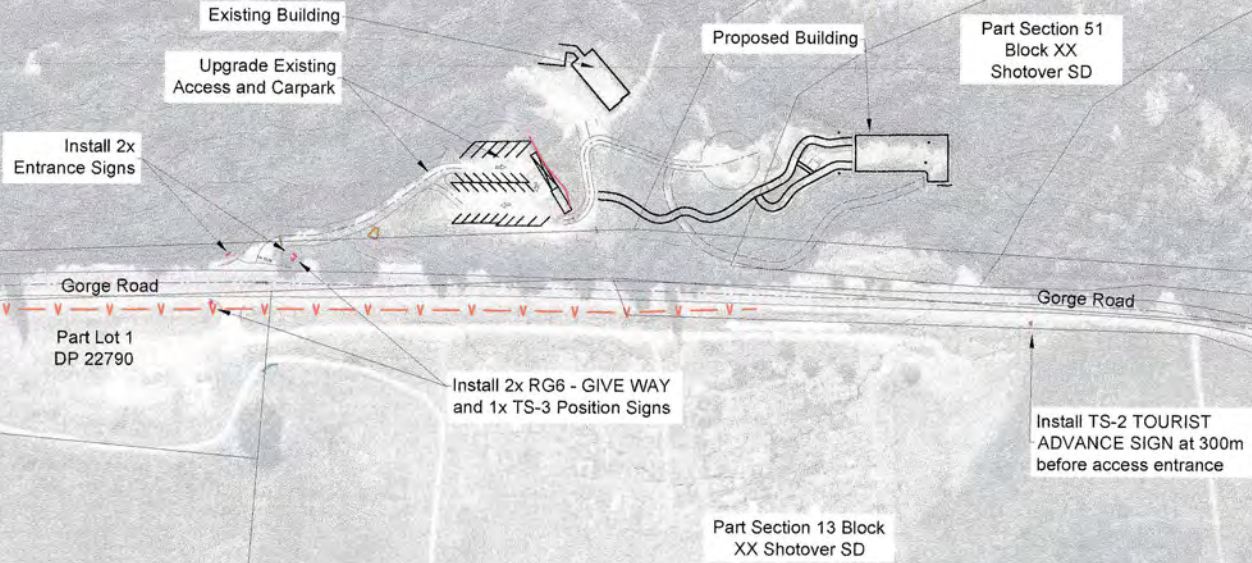 Existing Building
Proposed Building
Part Section 51
Block XX
Shotover SD
Upgrade Existing
Access and Carpark
Install 2x
Entrance Signs
Gorge Road
Gorge Road
Part Lot 1
DP 22790
Install 2x RG6 - GIVE WAY
and 1x TS-3 Position Signs
Install TS-2 TOURIST
ADVANCE SIGN at 300m
before access entrance
Part Section 13 Block
XX Shotover SD